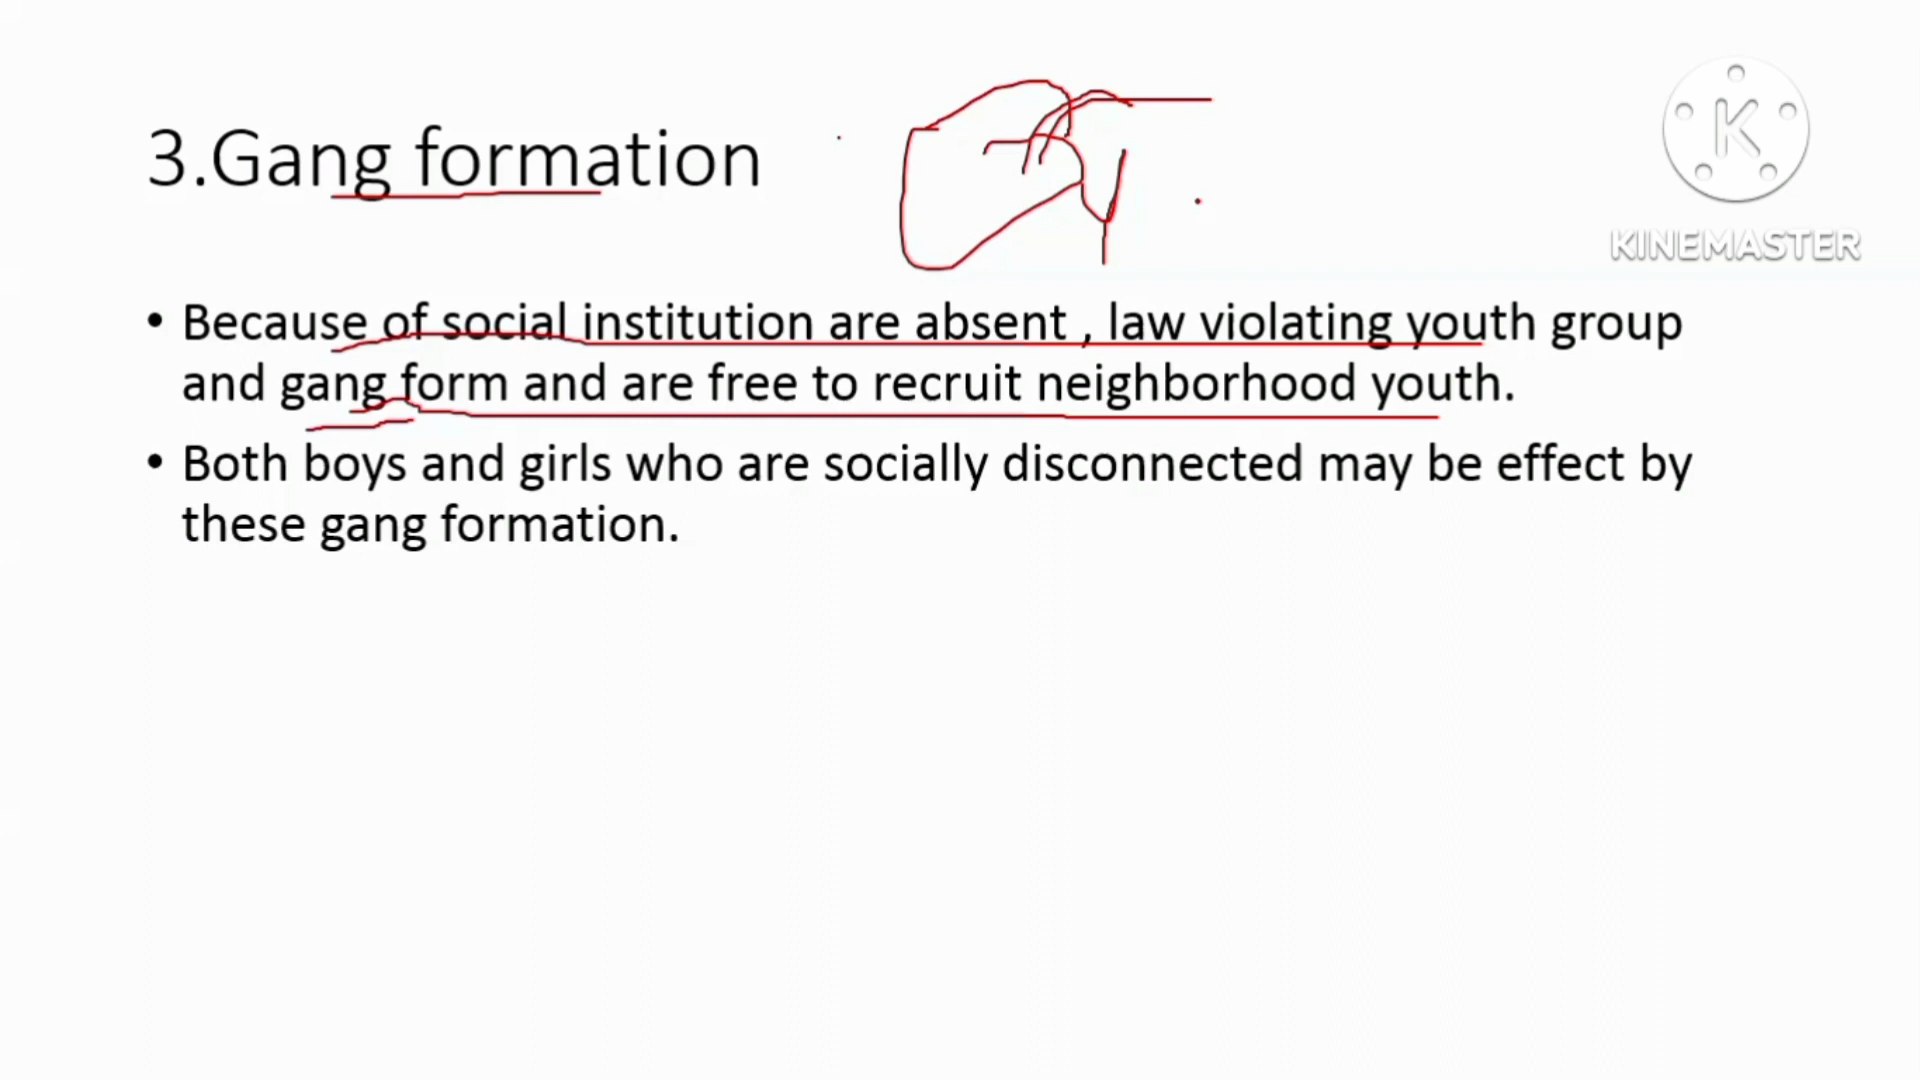 3.Gang formation
K
KINEMASTER
• Because of social institution are absent , law violating youth group
and gang form and are free to recruit neighborhood youth.
• Both boys and girls who are socially disconnected may be effect by
these gang formation.